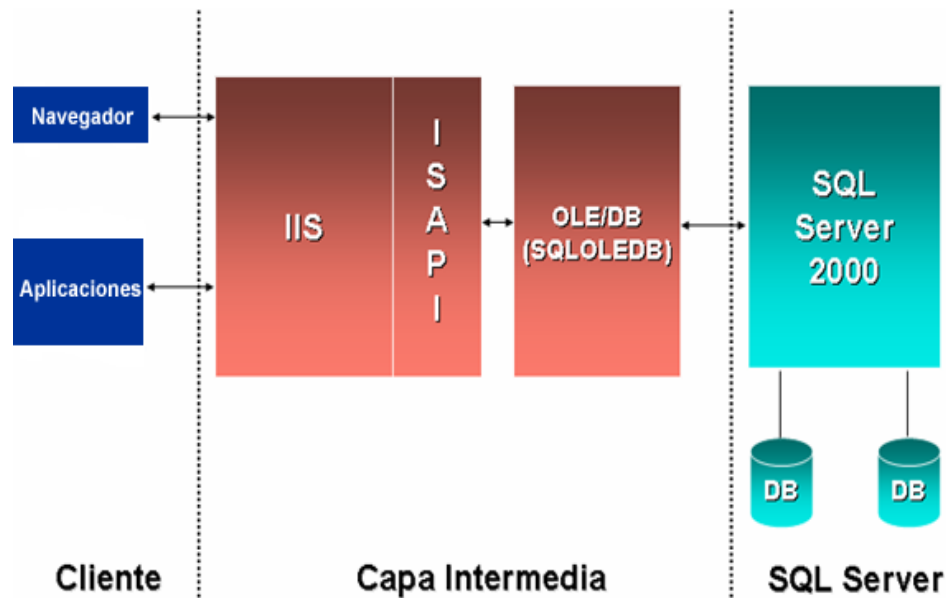 Navegador
Aplicaciones
IIS
I
S
A
P
I
OLE/DB
(SQLOLEDB)
SQL
Server
2000
DB
DB
Cliente
Capa Intermedia
SQL Server